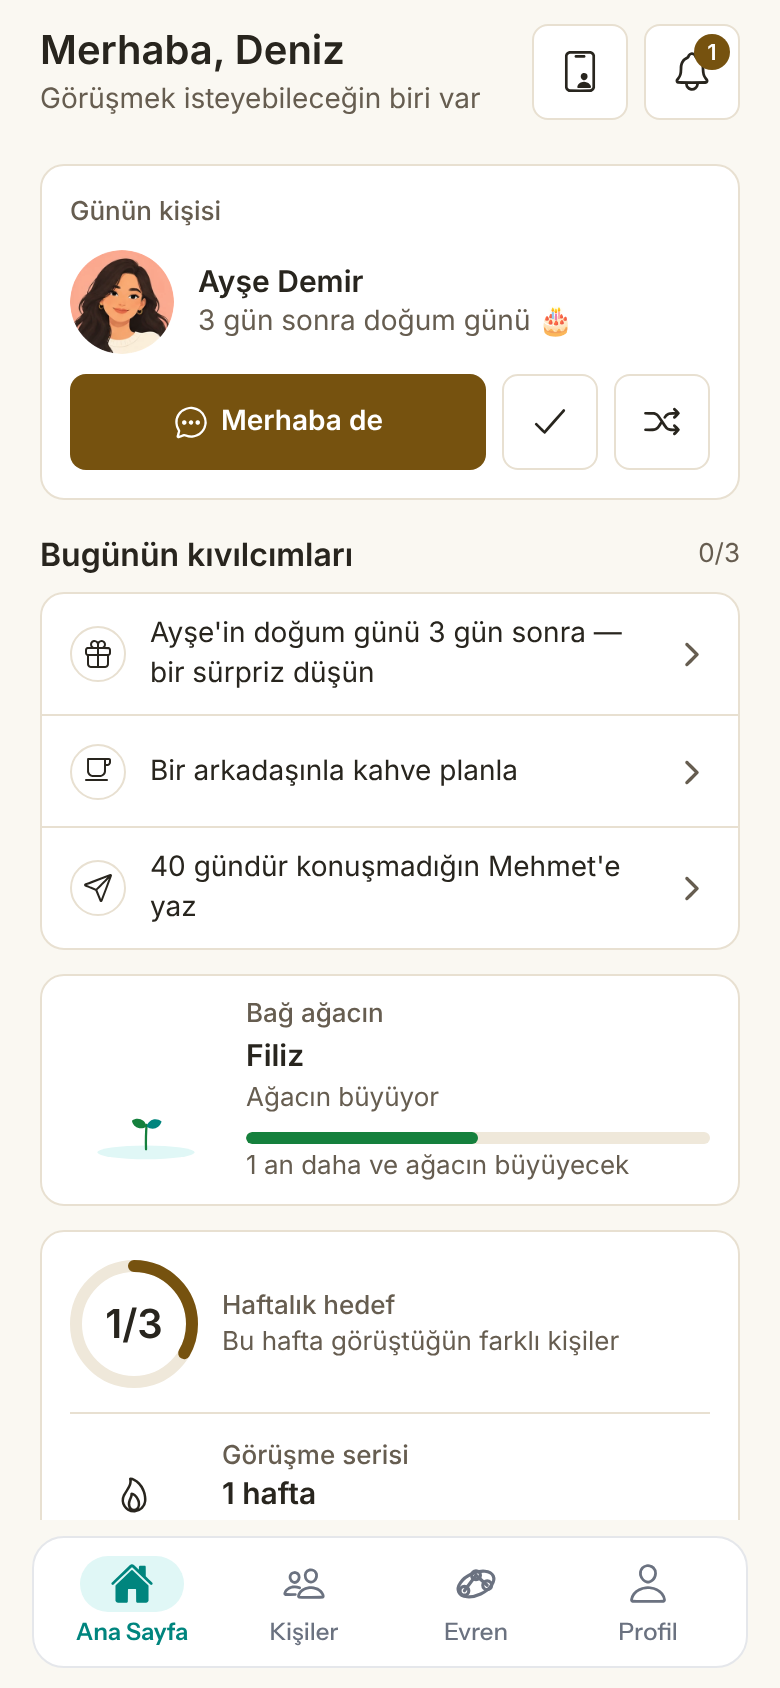 Merhaba, Deniz
Görüşmek isteyebileceğin biri var
1
Günün kişisi
Ayşe Demir
3 gün sonra doğum günü 🎂
Merhaba de
Bugünün kıvılcımları
0/3
Ayşe'in doğum günü 3 gün sonra —
bir sürpriz düşün
Bir arkadaşınla kahve planla
40 gündür konuşmadığın Mehmet'e
yaz
Bağ ağacın
Filiz
Ağacın büyüyor
1 an daha ve ağacın büyüyecek
1/3
Haftalık hedef
Bu hafta görüştüğün farklı kişiler
Görüşme serisi
1 hafta
Ana Sayfa
Kişiler
Evren
Profil